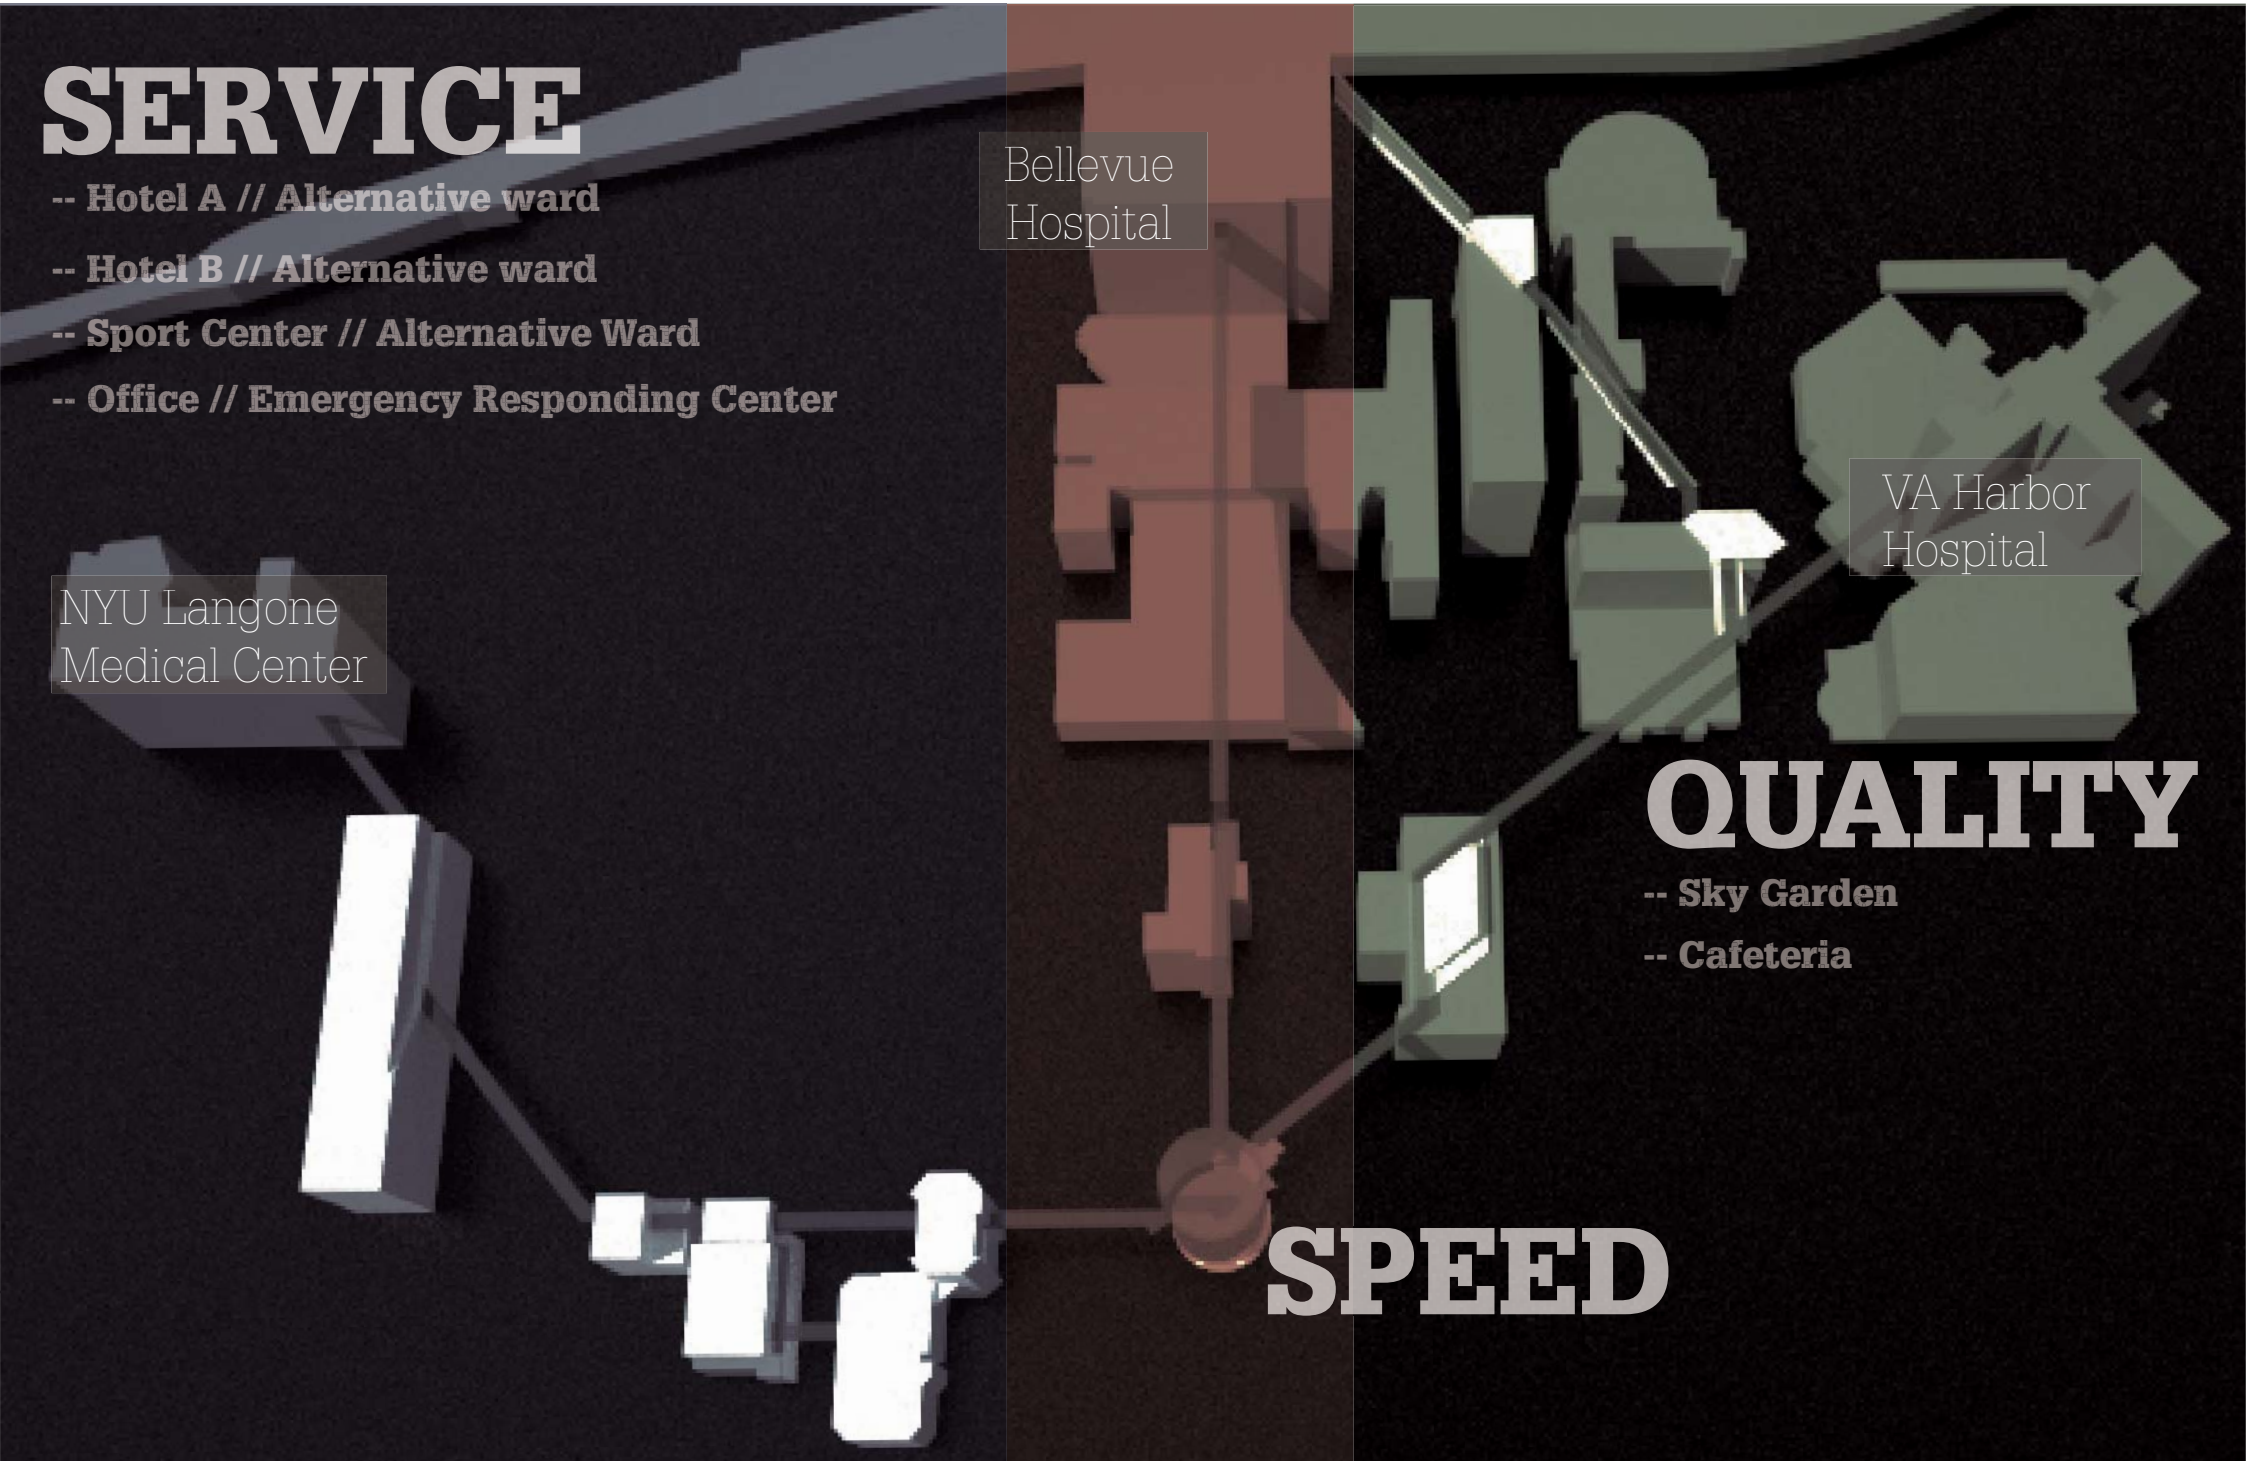 SERVICE
-- Hotel A // Alternative ward
-- Hotel B // Alternative ward
-- Sport Center // Alternative Ward
-- Office // Emergency Responding Center
Bellevue
Hospital
VA Harbor
Hospital
NYU Langone
Medical Center
QUALITY
-- Sky Garden
-- Cafeteria
SPEED